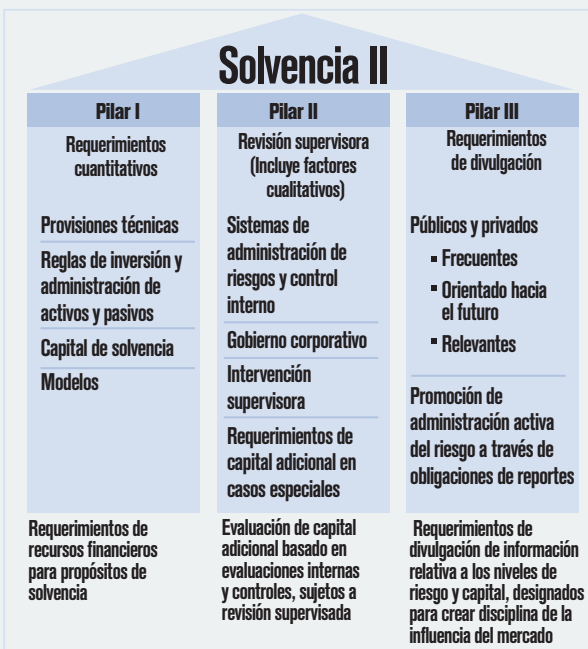 Solvencia II
Pilar I
Requerimientos
cuantitativos
Provisiones técnicas
Reglas de inversión y
administración de
activos y pasivos
Capital de solvencia
Modelos
Requerimientos de
recursos financieros
para propósitos de
solvencia
Pilar II
Revisión supervisora
(Incluye factores
cualitativos)
Sistemas de
administración de
riesgos y control
interno
Gobierno corporativo
Intervención
supervisora
Requerimientos de
capital adicional en
casos especiales
Evaluación de capital
adicional basado en
evaluaciones internas
y controles, sujetos a
revisión supervisada
Pilar III
Requerimientos
de divulgación
Públicos y privados
▪ Frecuentes
▪ Orientado hacia
el futuro
▪ Relevantes
Promoción de
administración activa
del riesgo a través de
obligaciones de reportes
Requerimientos de
divulgación de información
relativa a los niveles de
riesgo y capital, designados
para crear disciplina de la
influencia del mercado